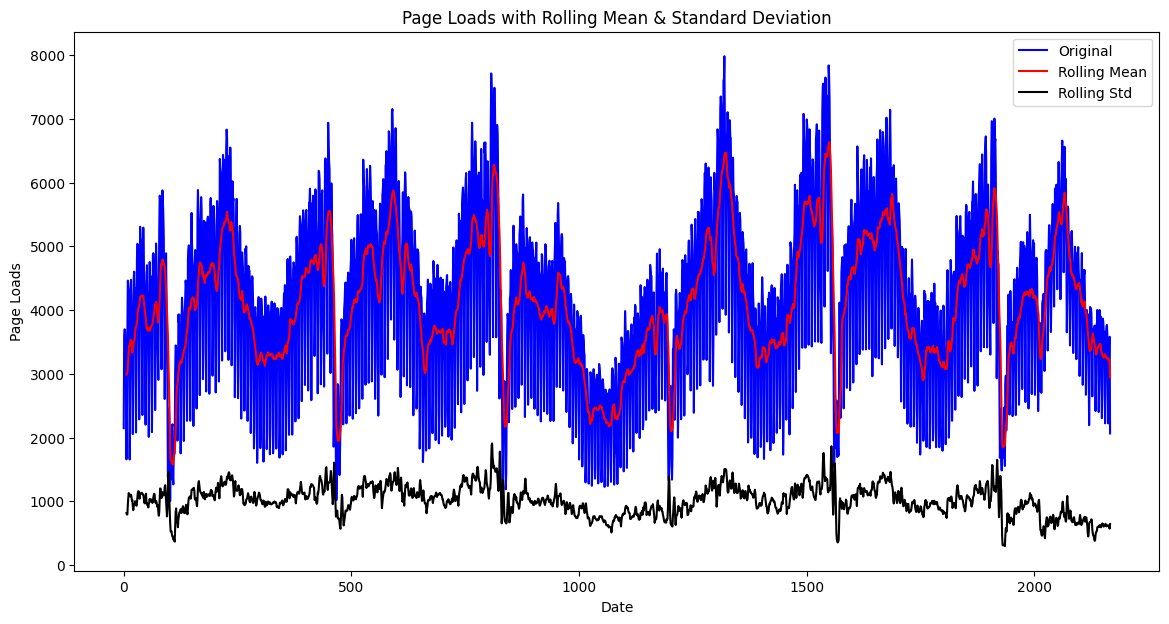 Page Loads with Rolling Mean & Standard Deviation
Original
Rolling Mean
Rolling Std
Page Loads
8000
7000
6000
5000
4000
3000
2000
1000
0
0 500 1000 1500 2000
Date